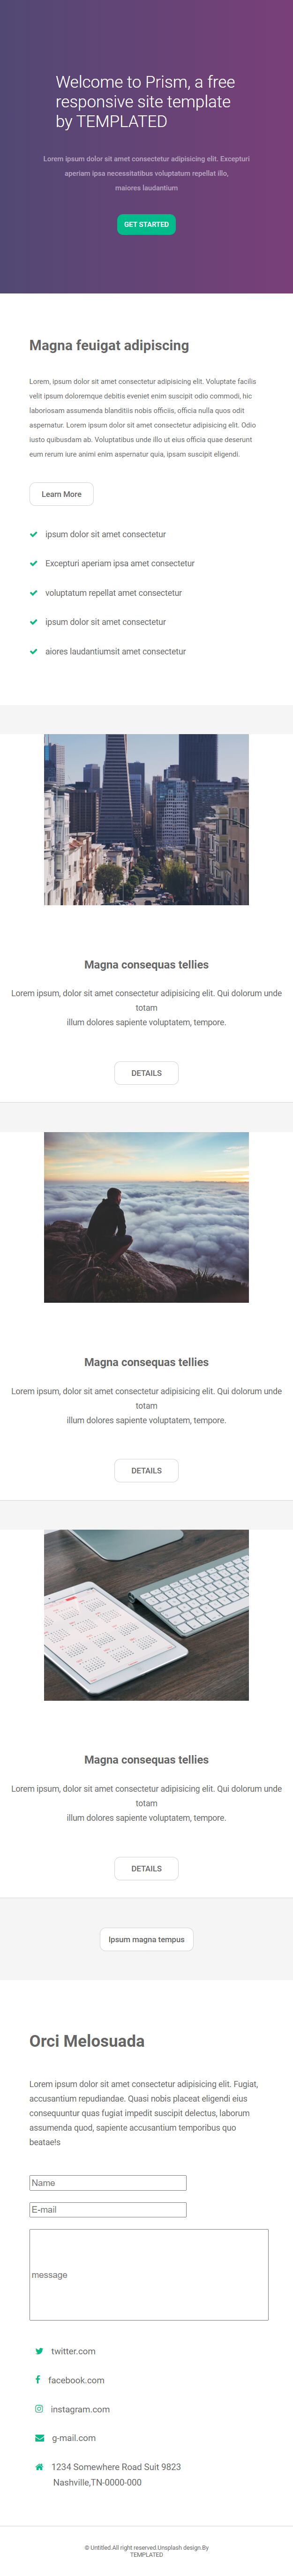 Welcome to Prism, a free
responsive site template
by TEMPLATED
Lorem ipsum dolor sit amet consectetur adipisicing elit. Excepturi
aperiam ipsa necessitatibus voluptatum repellat illo,
maiores laudantium
GET STARTED
Magna feuigat adipiscing
Lorem, ipsum dolor sit amet consectetur adipisicing elit. Voluptate facilis
velit ipsum doloremque debitis eveniet enim suscipit odio commodi, hic
laboriosam assumenda blanditiis nobis officiis, officia nulla quos odit
aspernatur. Lorem ipsum dolor sit amet consectetur adipisicing elit. Odio
iusto quibusdam ab. Voluptatibus unde illo ut eius officia quae deserunt
eum rerum iure animi enim aspernatur quia, ipsam suscipit eligendi.
Learn More
ipsum dolor sit amet consectetur
Excepturi aperiam ipsa amet consectetur
voluptatum repellat amet consectetur
ipsum dolor sit amet consectetur
aiores laudantiumsit amet consectetur
Magna consequas tellies
Lorem ipsum, dolor sit amet consectetur adipisicing elit. Qui dolorum unde
totam
illum dolores sapiente voluptatem, tempore.
DETAILS
Magna consequas tellies
Lorem ipsum, dolor sit amet consectetur adipisicing elit. Qui dolorum unde
totam
illum dolores sapiente voluptatem, tempore.
DETAILS
Magna consequas tellies
Lorem ipsum, dolor sit amet consectetur adipisicing elit. Qui dolorum unde
totam
illum dolores sapiente voluptatem, tempore.
DETAILS
Ipsum magna tempus
Orci Melosuada
Lorem ipsum dolor sit amet consectetur adipisicing elit. Fugiat,
accusantium repudiandae. Quasi nobis placeat eligendi eius
consequuntur quas fugiat impedit suscipit delectus, laborum
assumenda quod, sapiente accusantium temporibus quo
beatae!s
Name
E-mail
message
twitter.com
facebook.com
instagram.com
g-mail.com
1234 Somewhere Road Suit 9823
Nashville,TN-0000-000
© Untitled.All right reserved.Unsplash design.By
TEMPLATED